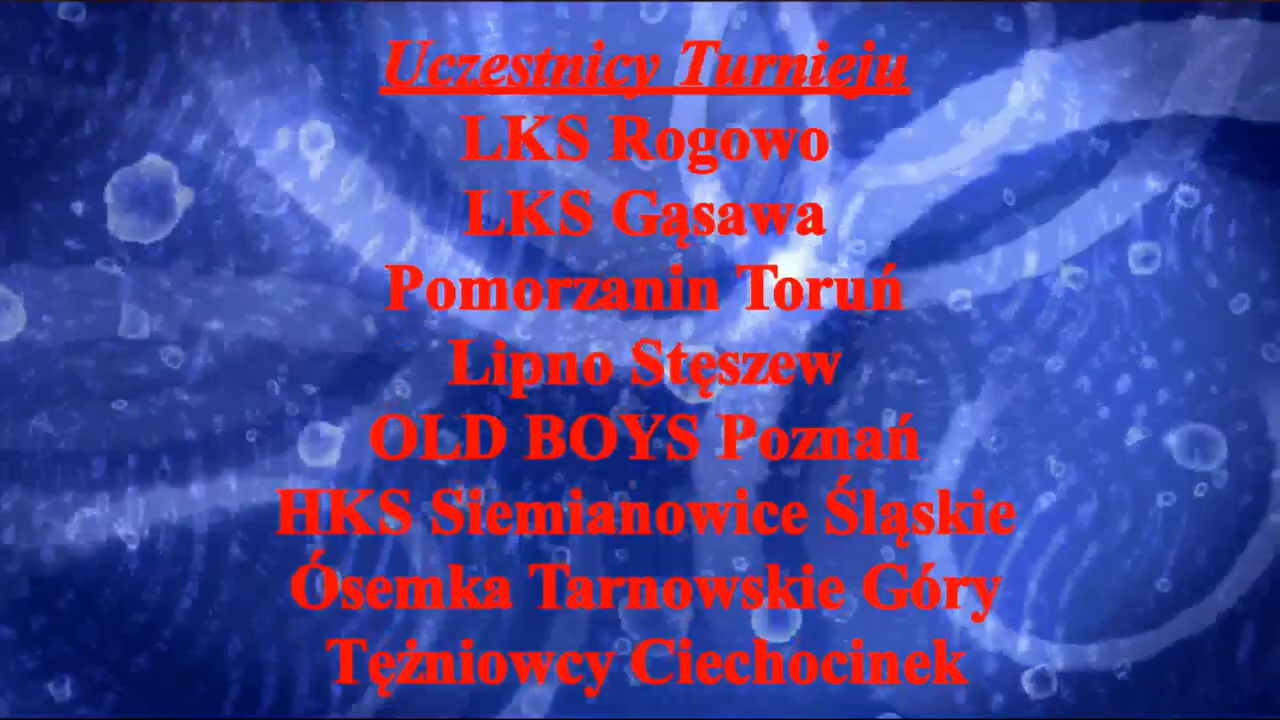 Uczestnicy Turnieju
LKS Rogowo
LKS Gąsawa
Pomorzanin Toruń
Lipno Stęszew
OLD BOYS Poznań
HKS Siemianowice Śląskie
Ósemka Tarnowskie Góry
Tężniowcy Ciechocinek